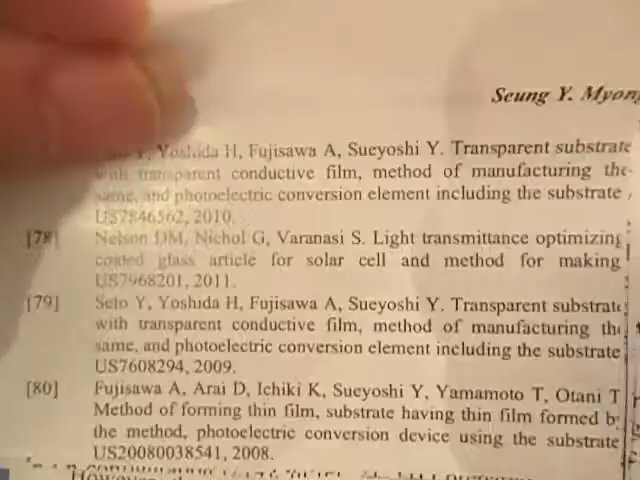 Seung Y. Myong
Y, Yoshida H, Fujisawa A, Sueyoshi Y. Transparent substrate
with transparent conductive film, method of manufacturing the
same, and photoelectric conversion element including the substrate
US7846562, 2010.
[78] Nelson DM, Nichol G, Varanasi S. Light transmittance optimizing
coated glass article for solar cell and method for making
US7968201, 2011.
[79] Seto Y, Yoshida H, Fujisawa A, Sueyoshi Y. Transparent substrate
with transparent conductive film, method of manufacturing the
same, and photoelectric conversion element including the substrate
US7608294, 2009.
[80] Fujisawa A, Arai D, Ichiki K, Sueyoshi Y, Yamamoto T, Otani T
Method of forming thin film, substrate having thin film formed by
the method, photoelectric conversion device using the substrate
US20080038541, 2008.